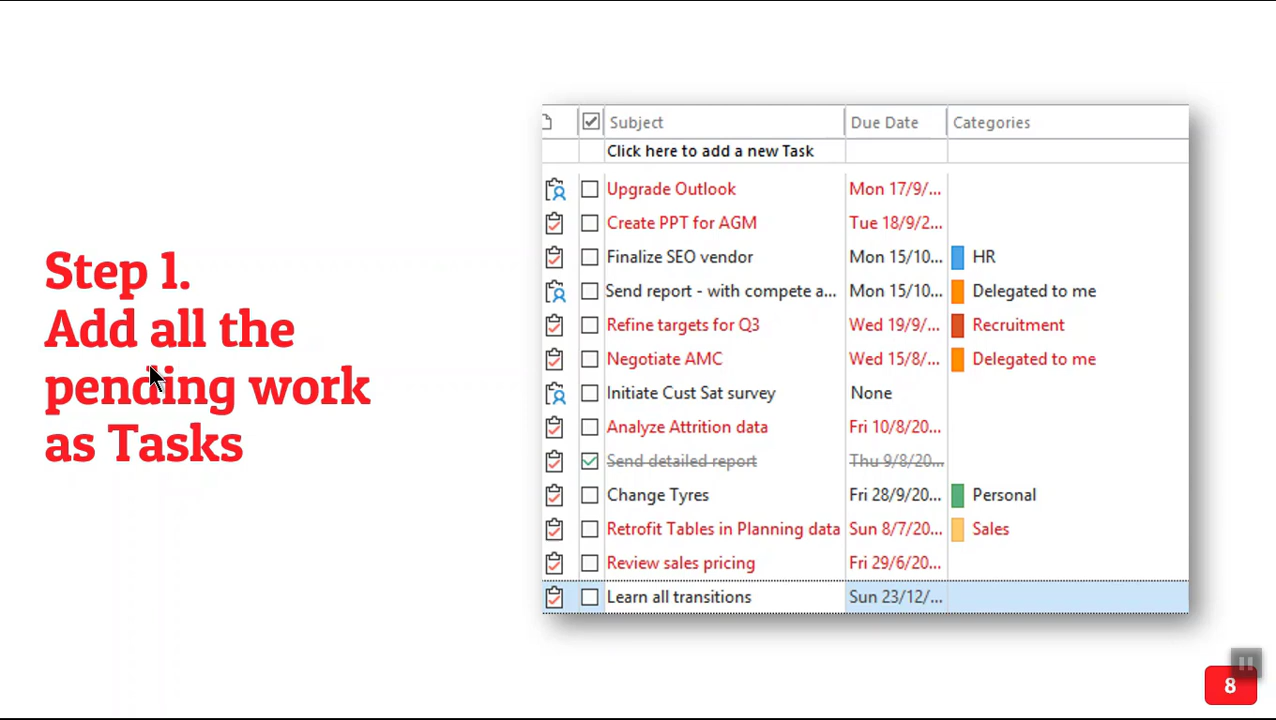 Step 1.
Add all the
pending work
as Tasks
Subject Due Date Categories
Click here to add a new Task
Upgrade Outlook Mon 17/9/...
Create PPT for AGM Tue 18/9/2...
Finalize SEO vendor Mon 15/10... HR
Send report - with compete a... Mon 15/10... Delegated to me
Refine targets for Q3 Wed 19/9/... Recruitment
Negotiate AMC Wed 15/8/... Delegated to me
Initiate Cust Sat survey None
Analyze Attrition data Fri 10/8/20...
Send detailed report Thu 9/8/20...
Change Tyres Fri 28/9/20... Personal
Retrofit Tables in Planning data Sun 8/7/20... Sales
Review sales pricing Fri 29/6/20...
Learn all transitions Sun 23/12/...
8